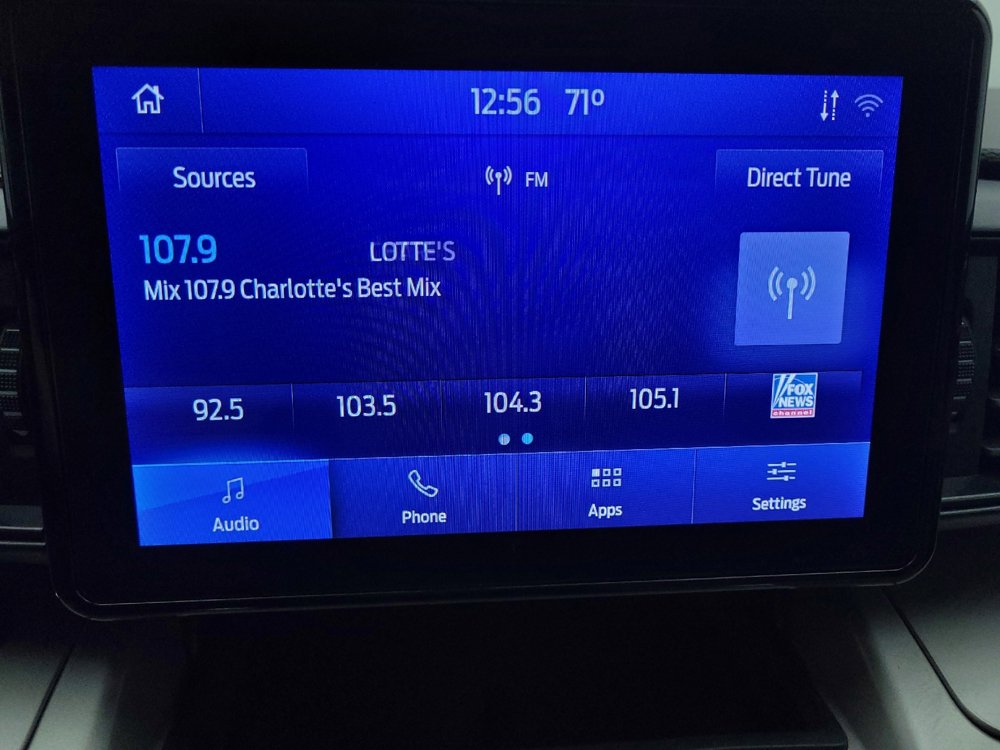 12:56 71°
Sources FM Direct Tune
107.9 LOTTE'S
Mix 107.9 Charlotte's Best Mix
92.5 103.5 104.3 105.1 FOX
NEWS
channel
Audio Phone Apps Settings